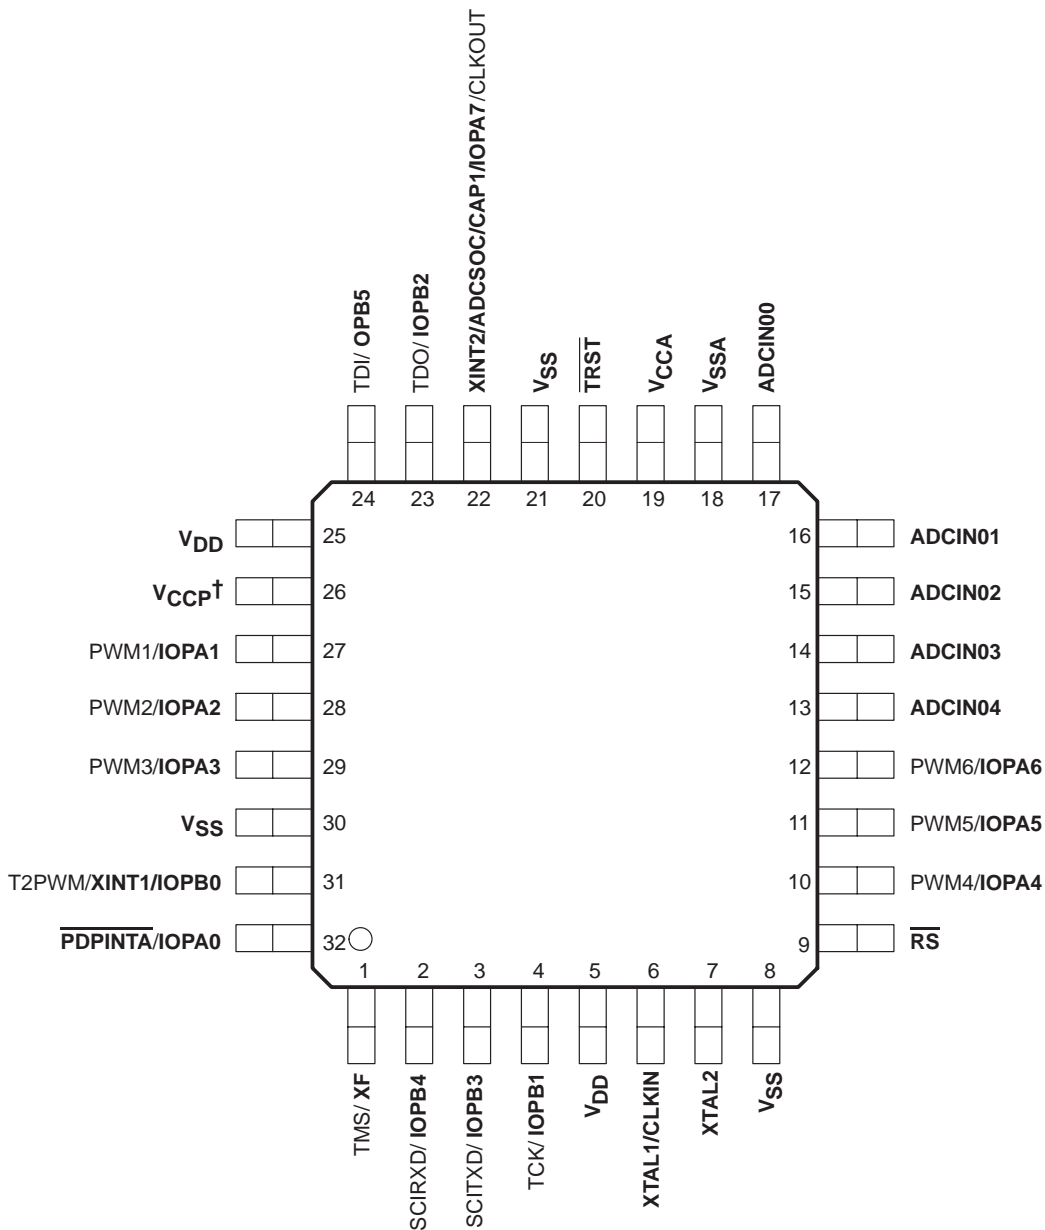 XINT2/ADCSOC/CAP1/IOPA7/CLKOUT
TDI/ OPB5
TDO/ IOPB2
VSS
TRST
VCCA
VSSA
ADCIN00
24 23 22 21 20 19 18 17
VDD 25
16 ADCIN01
VCCP† 26
15 ADCIN02
PWM1/IOPA1 27
14 ADCIN03
PWM2/IOPA2 28
13 ADCIN04
PWM3/IOPA3 29
12 PWM6/IOPA6
VSS 30
11 PWM5/IOPA5
T2PWM/XINT1/IOPB0 31
10 PWM4/IOPA4
PDPINTA/IOPA0 32
9 RS
1 2 3 4 5 6 7 8
TMS/ XF
SCIRXD/ IOPB4
SCITXD/ IOPB3
TCK/ IOPB1
VDD
XTAL1/CLKIN
XTAL2
VSS